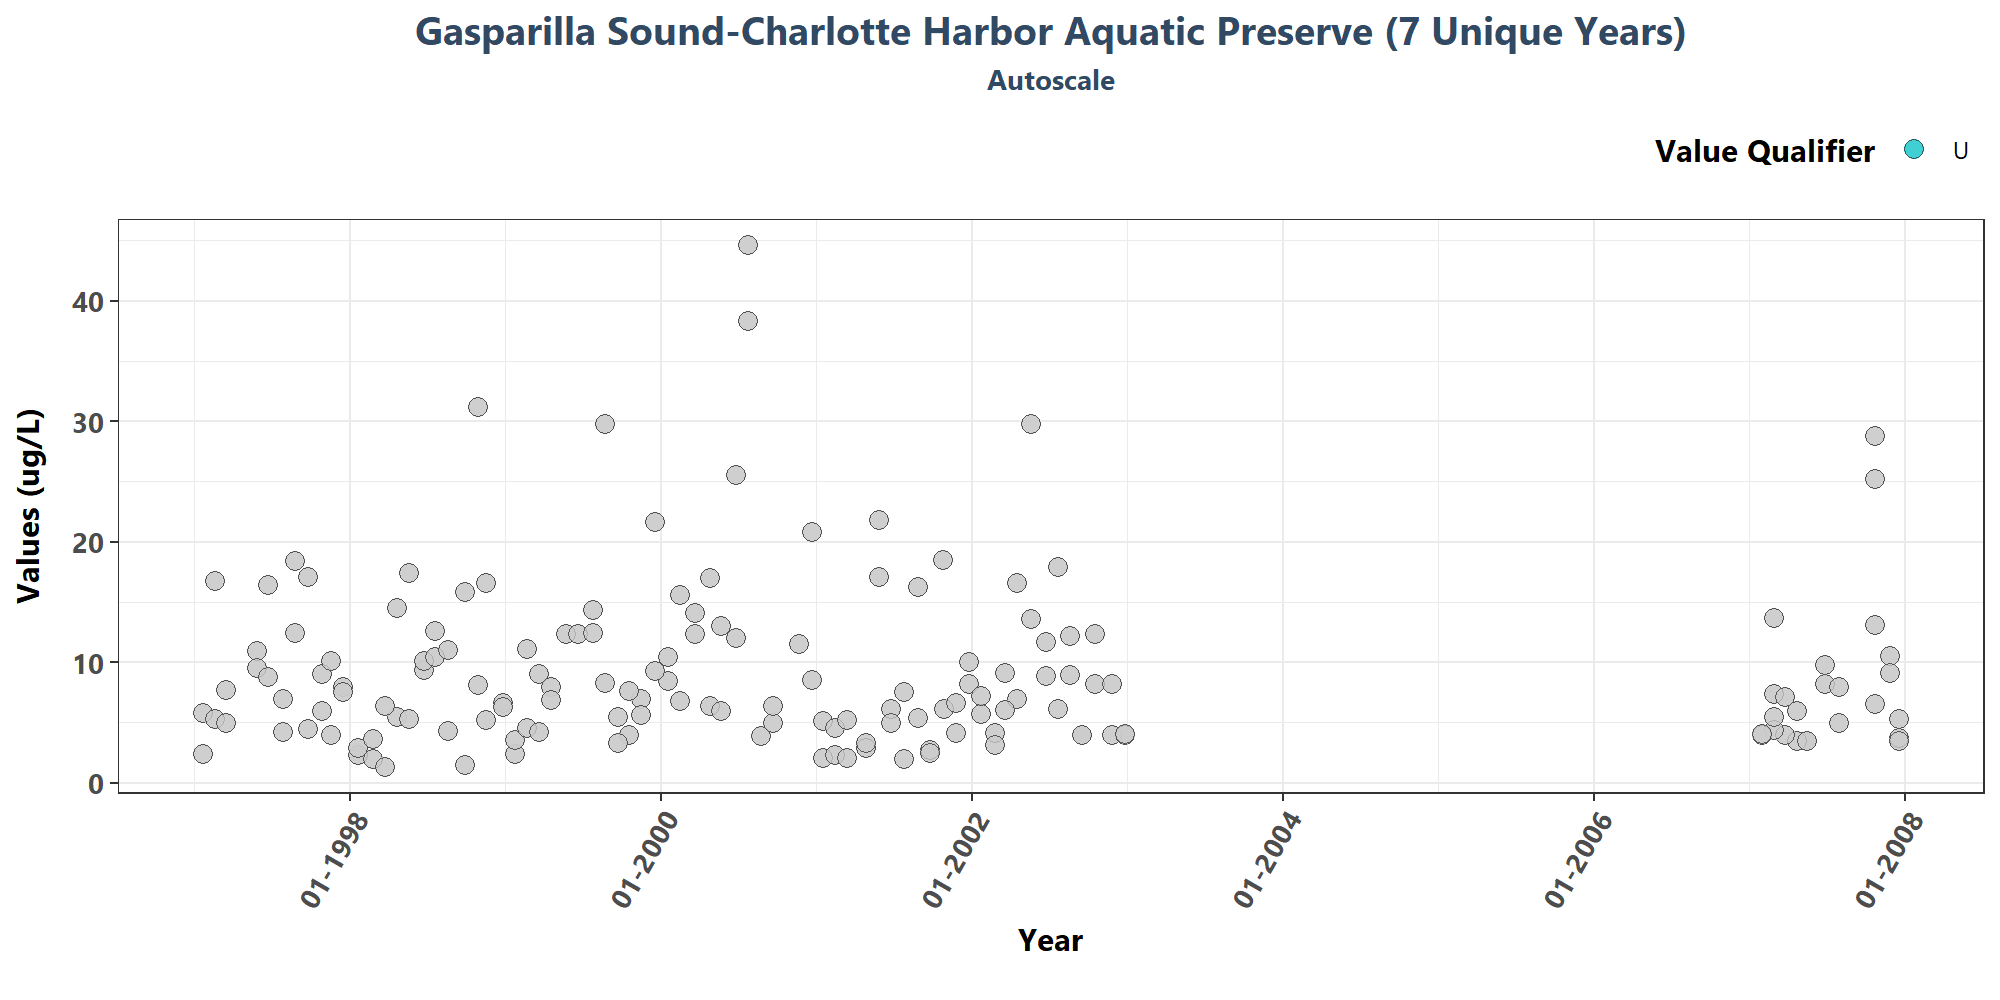 Gasparilla Sound-Charlotte Harbor Aquatic Preserve (7 Unique Years)
Autoscale
Value Qualifier U
Values (ug/L)
40
30
20
10
0
01-1998 01-2000 01-2002 01-2004 01-2006 01-2008
Year